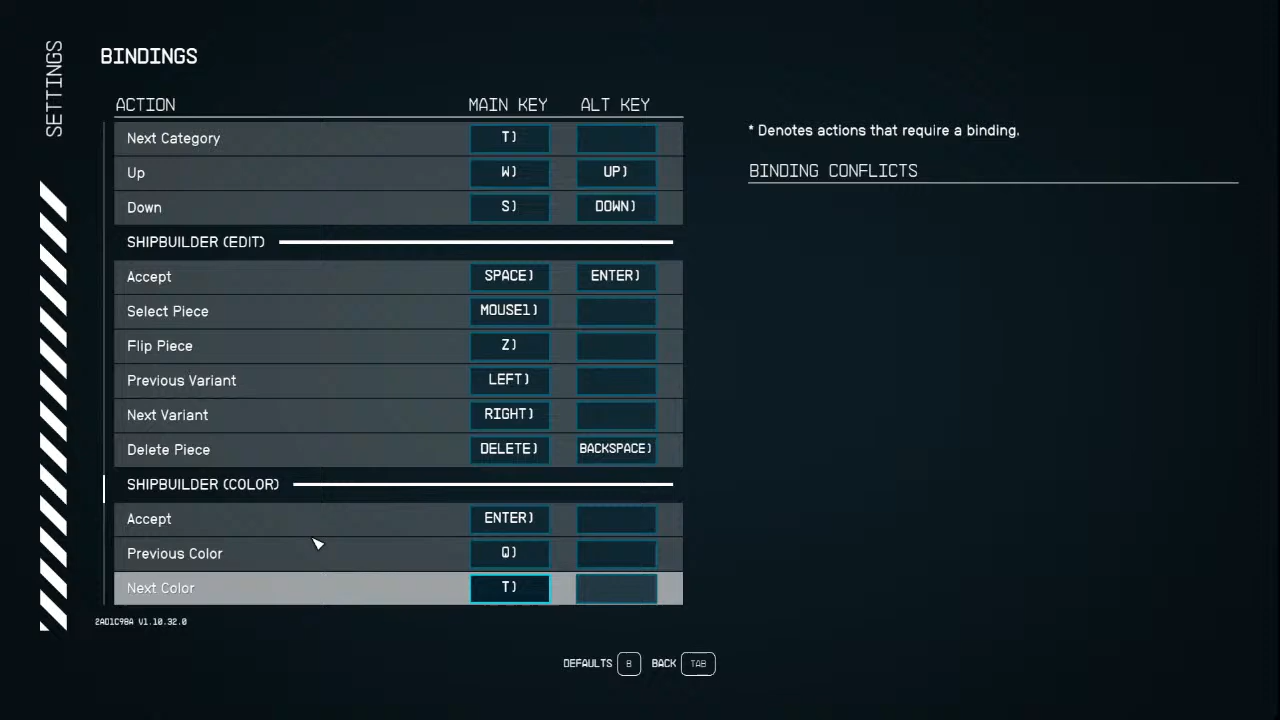 SETTINGS
BINDINGS
ACTION MAIN KEY ALT KEY
Next Category T)
Up W) UP)
Down S) DOWN)
SHIPBUILDER (EDIT)
Accept SPACE) ENTER)
Select Piece MOUSE1)
Flip Piece Z)
Previous Variant LEFT)
Next Variant RIGHT)
Delete Piece DELETE) BACKSPACE)
SHIPBUILDER (COLOR)
Accept ENTER)
Previous Color Q)
Next Color T)
* Denotes actions that require a binding.
BINDING CONFLICTS
2AD1C98A V1.10.32.0
DEFAULTS B BACK TAB